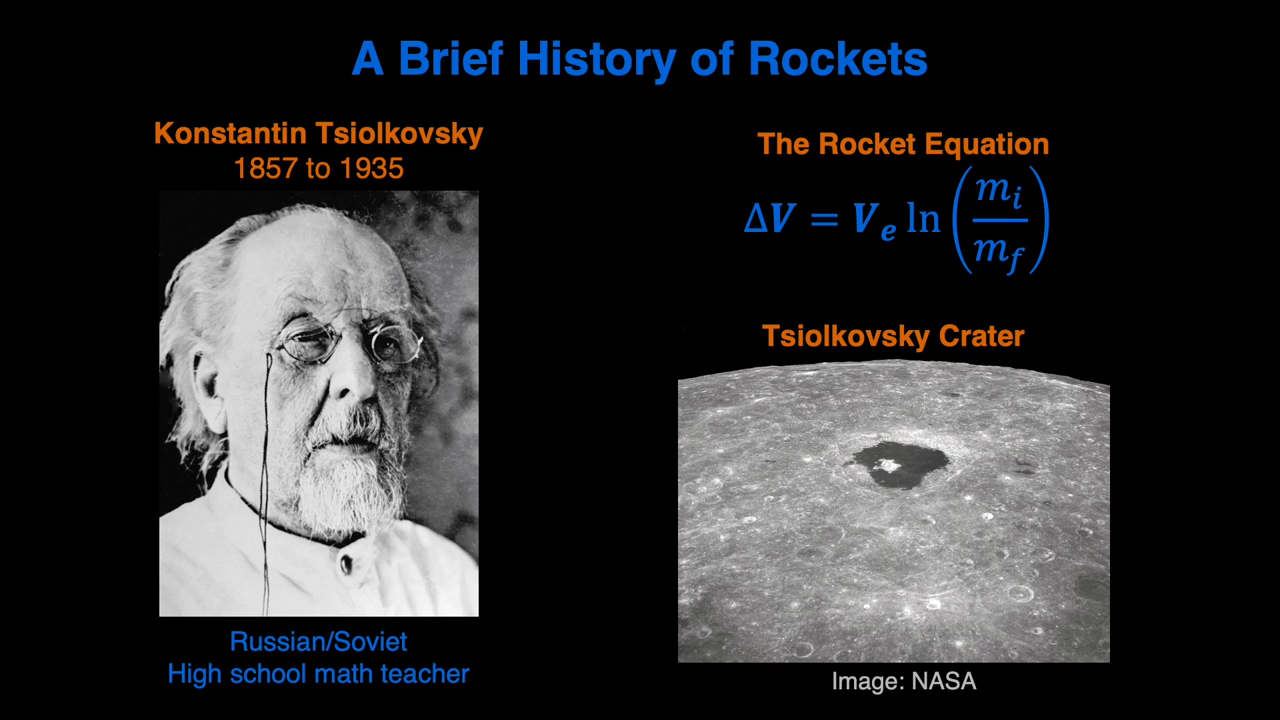 A Brief History of Rockets
Konstantin Tsiolkovsky
1857 to 1935
Russian/Soviet
High school math teacher
The Rocket Equation
Δ𝑽 = 𝑽ₑ ln(𝑚ᵢ/𝑚_f)
Tsiolkovsky Crater
Image: NASA